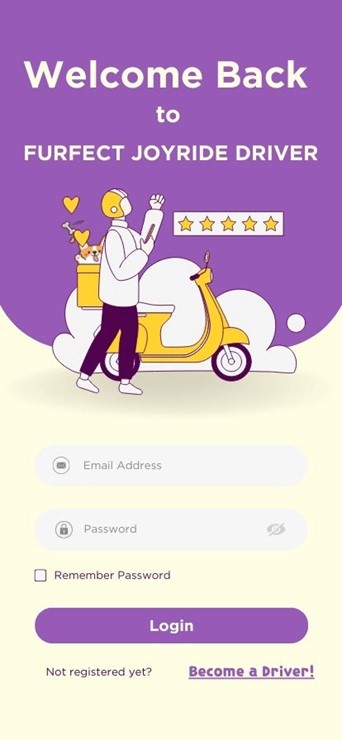 Welcome Back
to
FURFECT JOYRIDE DRIVER
Email Address
Password
Remember Password
Login
Not registered yet? Become a Driver!